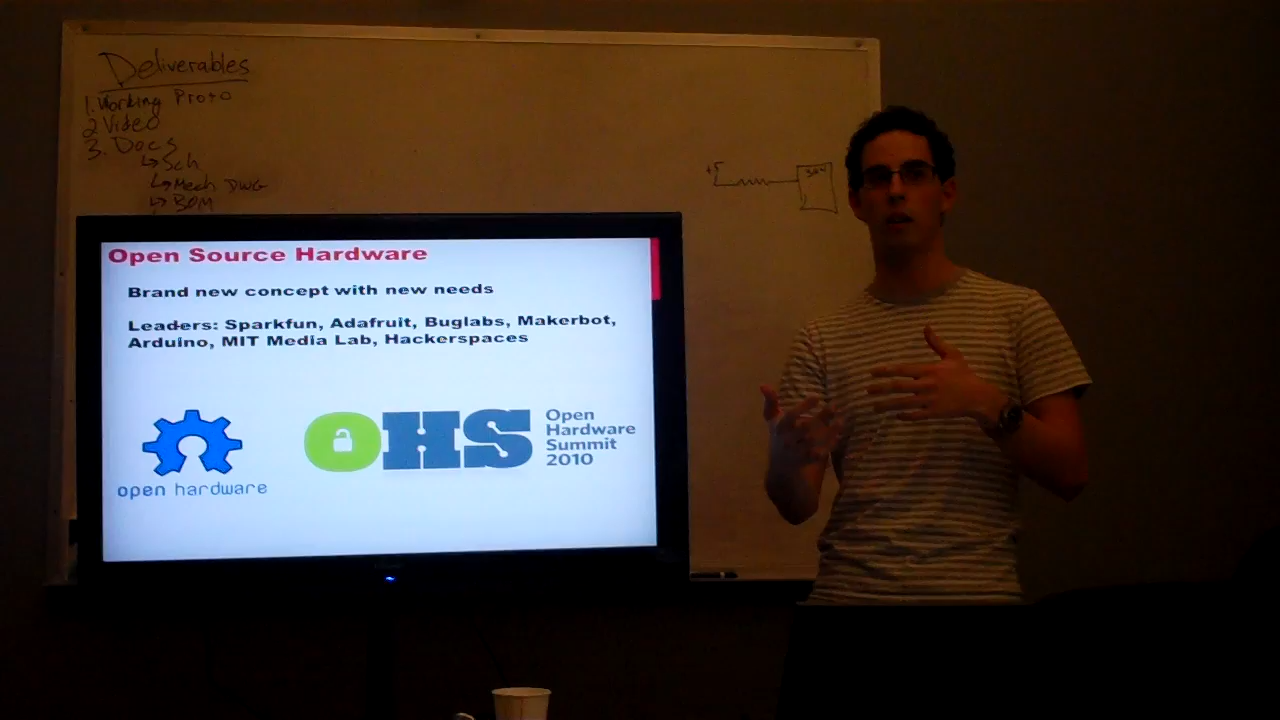 Deliverables
1. Working Proto
2 Video
3. Docs
↳ Sch
↳ Mech DWG
↳ BOM
+5
Open Source Hardware
Brand new concept with new needs
Leaders: Sparkfun, Adafruit, Buglabs, Makerbot,
Arduino, MIT Media Lab, Hackerspaces
open hardware
OHS
Open
Hardware
Summit
2010